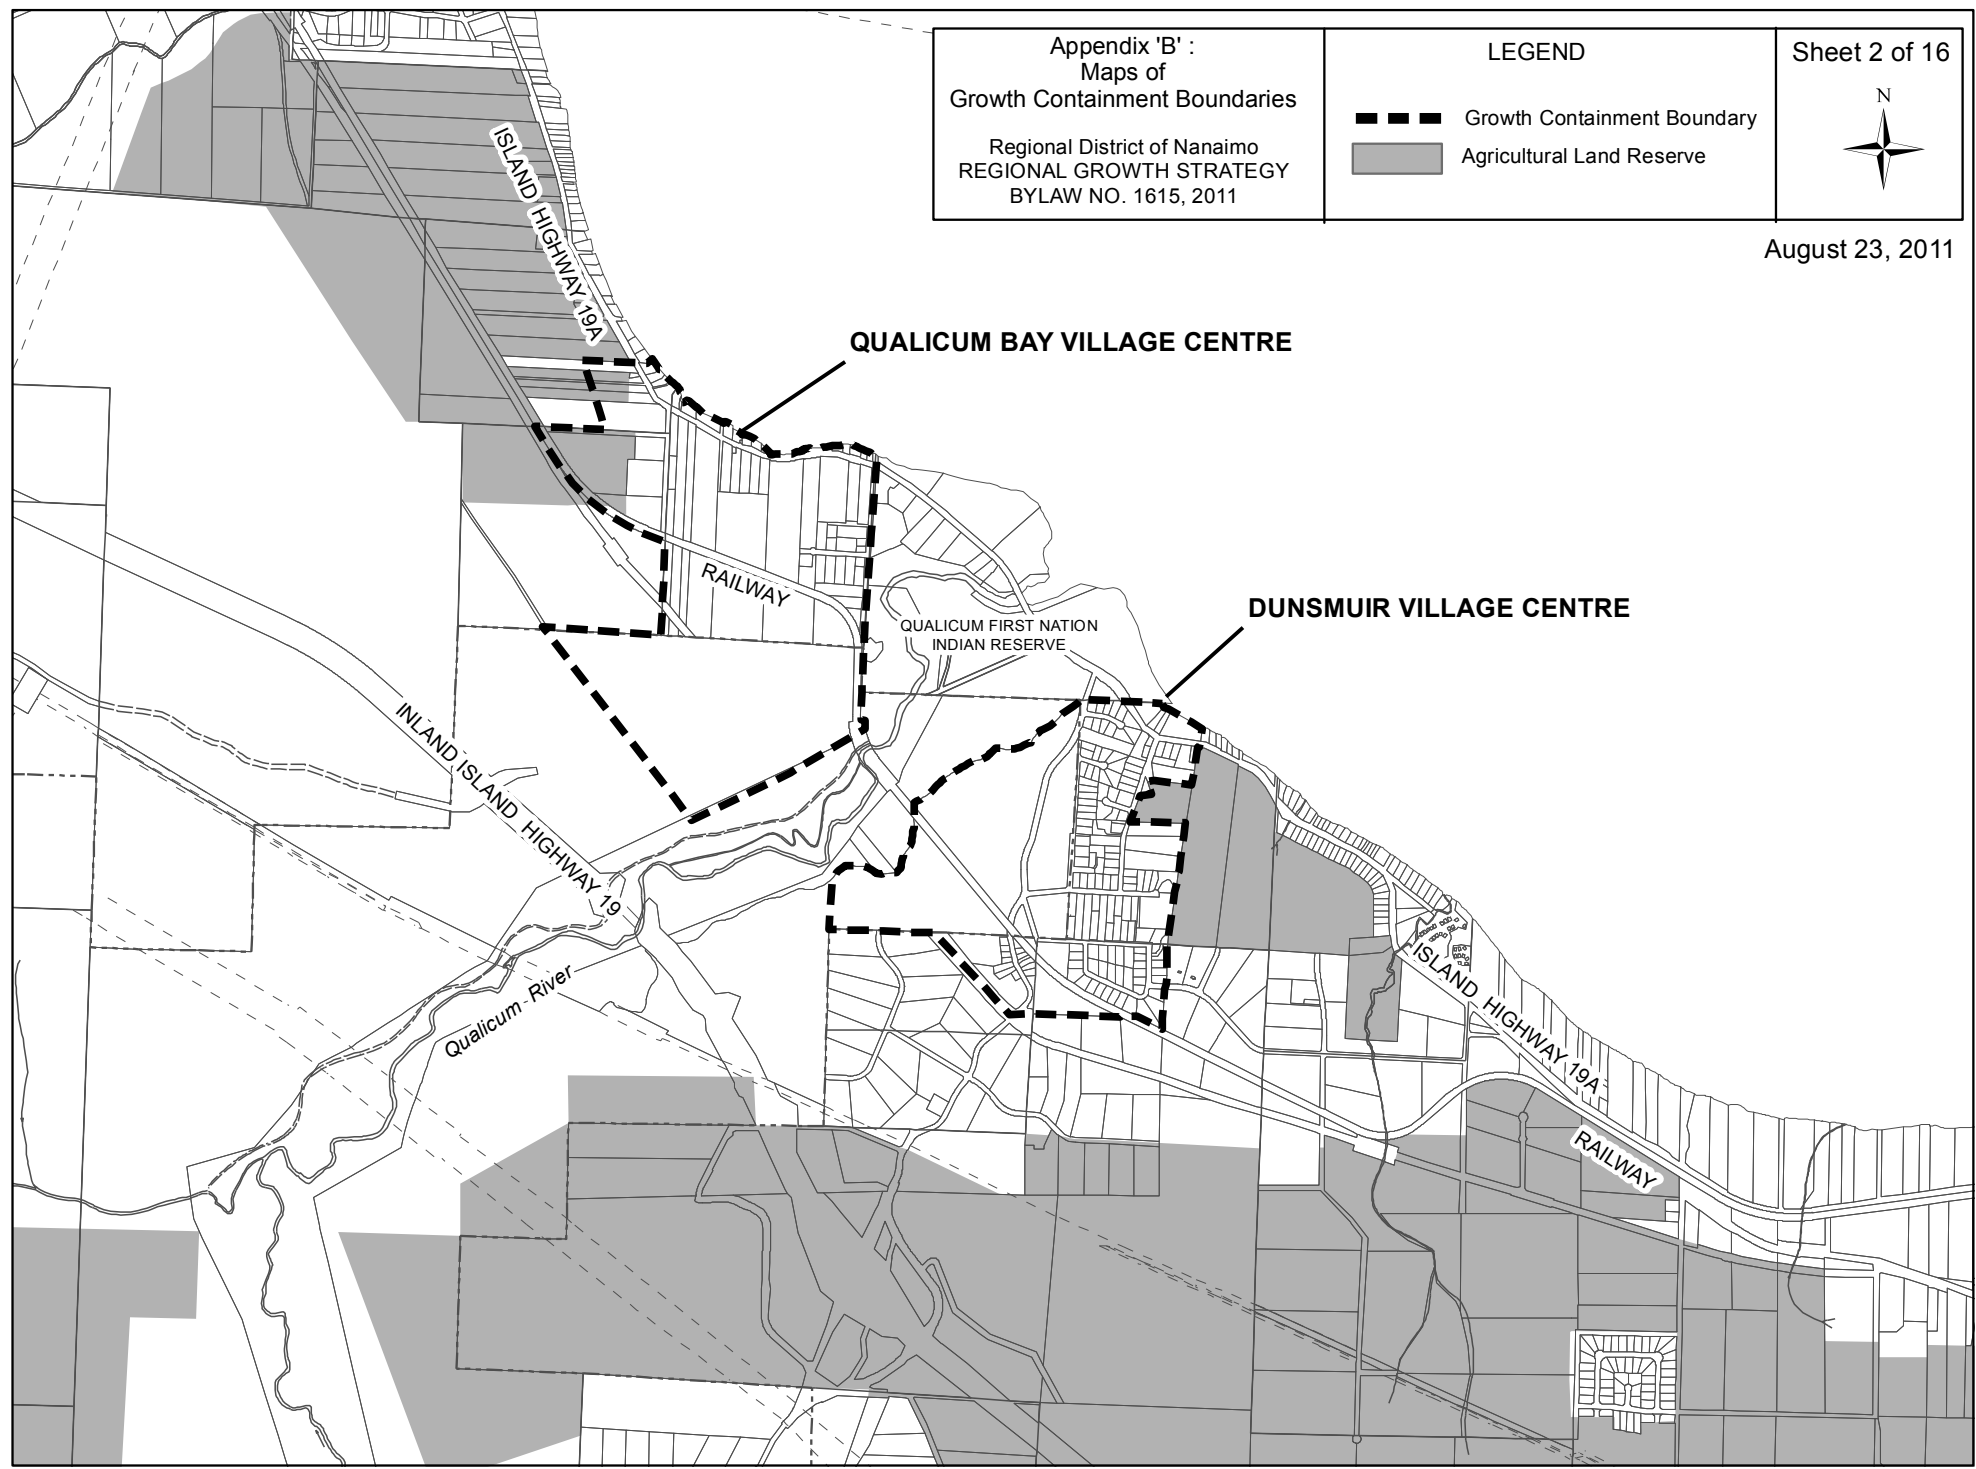 Appendix 'B' :
Maps of
Growth Containment Boundaries
Regional District of Nanaimo
REGIONAL GROWTH STRATEGY
BYLAW NO. 1615, 2011
LEGEND
Growth Containment Boundary
Agricultural Land Reserve
Sheet 2 of 16
N
August 23, 2011
ISLAND HIGHWAY 19A
QUALICUM BAY VILLAGE CENTRE
RAILWAY
DUNSMUIR VILLAGE CENTRE
QUALICUM FIRST NATION
INDIAN RESERVE
INLAND ISLAND HIGHWAY 19
Qualicum River
ISLAND HIGHWAY 19A
RAILWAY